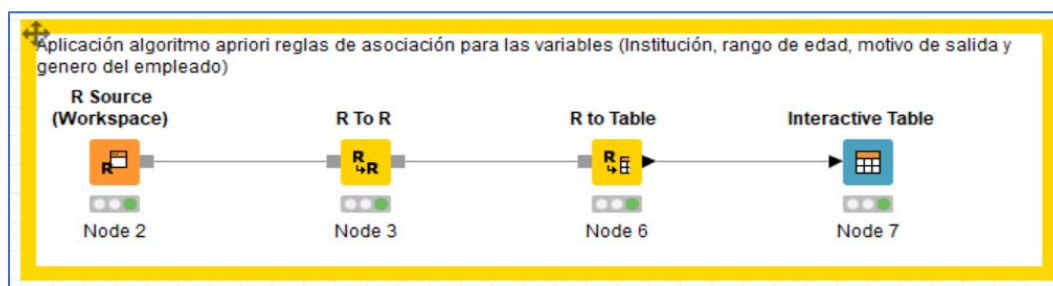 Aplicación algoritmo apriori reglas de asociación para las variables (Institución, rango de edad, motivo de salida y
genero del empleado)
R Source
(Workspace)
R To R
R to Table
Interactive Table
R
R
R
R
Node 2
Node 3
Node 6
Node 7